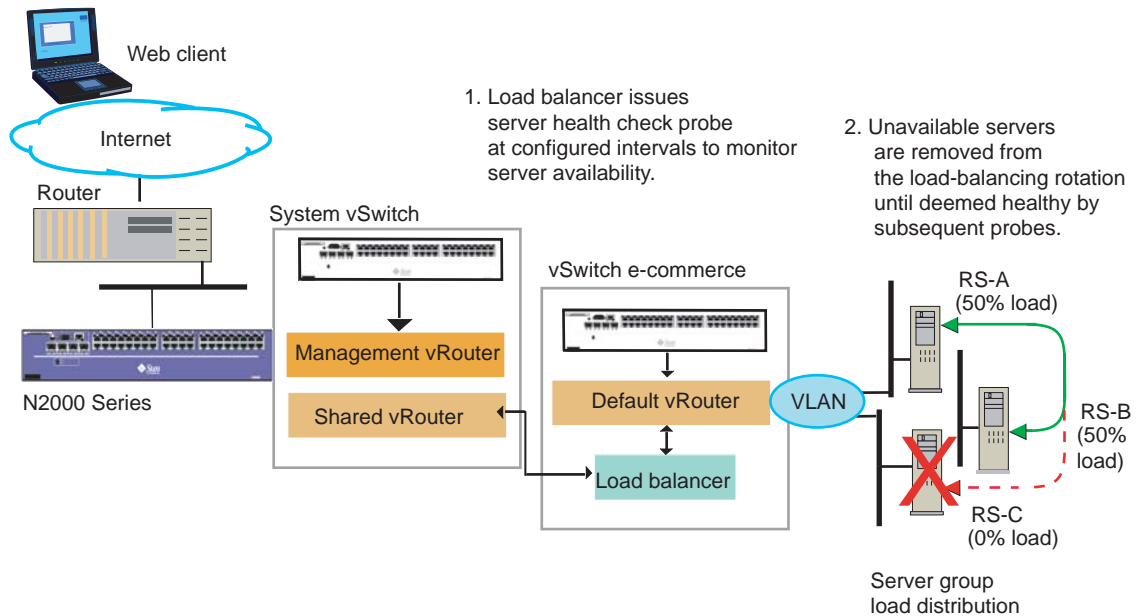 Web client
Internet
Router
N2000 Series
1. Load balancer issues
server health check probe
at configured intervals to monitor
server availability.
2. Unavailable servers
are removed from
the load-balancing rotation
until deemed healthy by
subsequent probes.
System vSwitch
Management vRouter
Shared vRouter
vSwitch e-commerce
Default vRouter
Load balancer
VLAN
RS-A
(50% load)
RS-B
(50%
load)
RS-C
(0% load)
Server group
load distribution
Sun